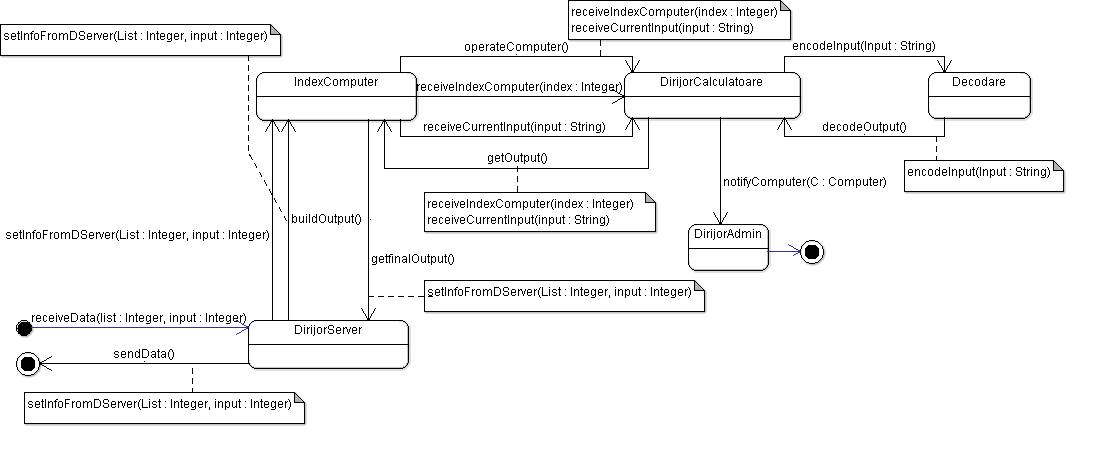 receiveIndexComputer(index : Integer)
receiveCurrentInput(input : String)
setInfoFromDServer(List : Integer, input : Integer)
operateComputer()
encodeInput(Input : String)
IndexComputer
receiveIndexComputer(index : Integer)
DirijorCalculatoare
Decodare
receiveCurrentInput(input : String)
decodeOutput()
getOutput()
encodeInput(Input : String)
notifyComputer(C : Computer)
receiveIndexComputer(index : Integer)
receiveCurrentInput(input : String)
buildOutput()
setInfoFromDServer(List : Integer, input : Integer)
DirijorAdmin
getfinalOutput()
setInfoFromDServer(List : Integer, input : Integer)
receiveData(list : Integer, input : Integer)
DirijorServer
sendData()
setInfoFromDServer(List : Integer, input : Integer)